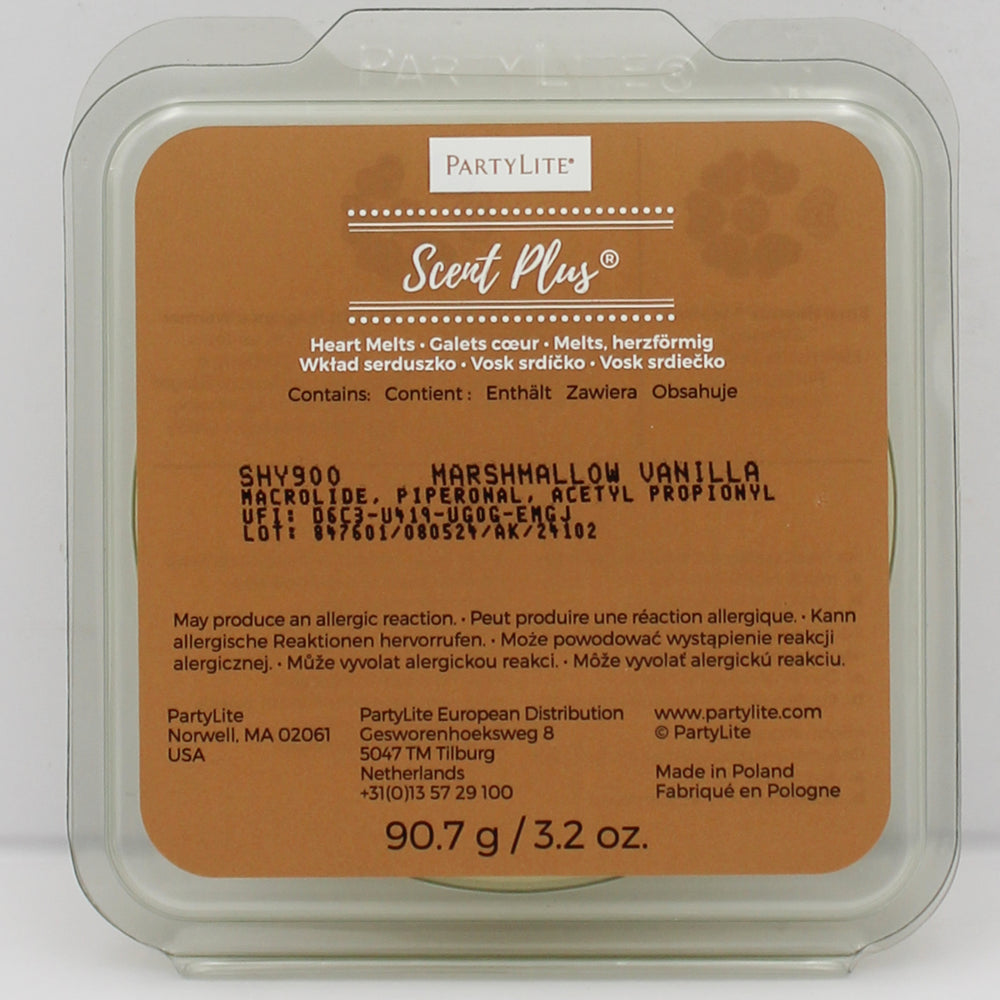 PARTYLITE®
PARTYLITE®
Scent Plus®
Heart Melts • Galets cœur • Melts, herzförmig
Wkład serduszko • Vosk srdíčko • Vosk srdiečko
Contains: Contient : Enthält Zawiera Obsahuje
SHY900 MARSHMALLOW VANILLA
MACROLIDE, PIPERONAL, ACETYL PROPIONYL
UFI: D6C3-U419-UG0G-EMGJ
LOT: 847601/080524/AK/24102
May produce an allergic reaction. • Peut produire une réaction allergique. • Kann
allergische Reaktionen hervorrufen. • Może powodować wystąpienie reakcji
alergicznej. • Může vyvolat alergickou reakci. • Môže vyvolať alergickú reakciu.
PartyLite
Norwell, MA 02061
USA
PartyLite European Distribution
Gesworenhoeksweg 8
5047 TM Tilburg
Netherlands
+31(0)13 57 29 100
www.partylite.com
© PartyLite
Made in Poland
Fabriqué en Pologne
90.7 g / 3.2 oz.